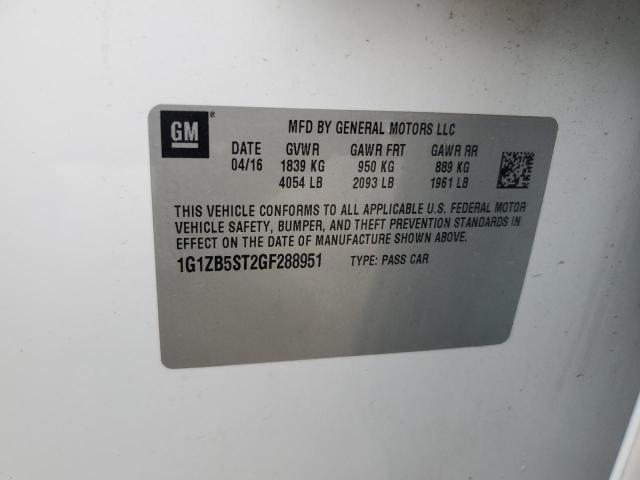 GM ®
MFD BY GENERAL MOTORS LLC
DATE GVWR GAWR FRT GAWR RR
04/16 1839 KG 950 KG 889 KG
4054 LB 2093 LB 1961 LB
THIS VEHICLE CONFORMS TO ALL APPLICABLE U.S. FEDERAL MOTOR
VEHICLE SAFETY, BUMPER, AND THEFT PREVENTION STANDARDS IN
EFFECT ON THE DATE OF MANUFACTURE SHOWN ABOVE.
1G1ZB5ST2GF288951 TYPE: PASS CAR